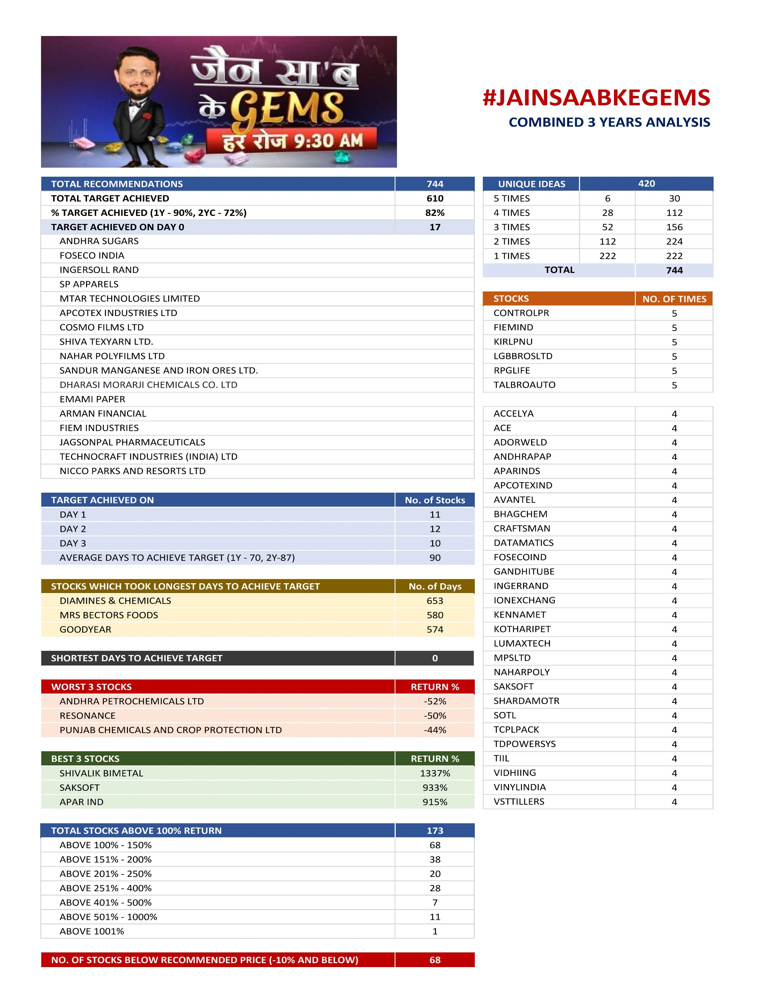 जैन सा'ब
के GEMS
हर रोज 9:30 AM
#JAINSAABKEGEMS
COMBINED 3 YEARS ANALYSIS
TOTAL RECOMMENDATIONS 744
TOTAL TARGET ACHIEVED 610
% TARGET ACHIEVED (1Y - 90%, 2YC - 72%) 82%
TARGET ACHIEVED ON DAY 0 17
ANDHRA SUGARS
FOSECO INDIA
INGERSOLL RAND
SP APPARELS
MTAR TECHNOLOGIES LIMITED
APCOTEX INDUSTRIES LTD
COSMO FILMS LTD
SHIVA TEXYARN LTD.
NAHAR POLYFILMS LTD
SANDUR MANGANESE AND IRON ORES LTD.
DHARASI MORARJI CHEMICALS CO. LTD
EMAMI PAPER
ARMAN FINANCIAL
FIEM INDUSTRIES
JAGSONPAL PHARMACEUTICALS
TECHNOCRAFT INDUSTRIES (INDIA) LTD
NICCO PARKS AND RESORTS LTD
TARGET ACHIEVED ON No. of Stocks
DAY 1 11
DAY 2 12
DAY 3 10
AVERAGE DAYS TO ACHIEVE TARGET (1Y - 70, 2Y-87) 90
STOCKS WHICH TOOK LONGEST DAYS TO ACHIEVE TARGET No. of Days
DIAMINES & CHEMICALS 653
MRS BECTORS FOODS 580
GOODYEAR 574
SHORTEST DAYS TO ACHIEVE TARGET 0
WORST 3 STOCKS RETURN %
ANDHRA PETROCHEMICALS LTD -52%
RESONANCE -50%
PUNJAB CHEMICALS AND CROP PROTECTION LTD -44%
BEST 3 STOCKS RETURN %
SHIVALIK BIMETAL 1337%
SAKSOFT 933%
APAR IND 915%
TOTAL STOCKS ABOVE 100% RETURN 173
ABOVE 100% - 150% 68
ABOVE 151% - 200% 38
ABOVE 201% - 250% 20
ABOVE 251% - 400% 28
ABOVE 401% - 500% 7
ABOVE 501% - 1000% 11
ABOVE 1001% 1
NO. OF STOCKS BELOW RECOMMENDED PRICE (-10% AND BELOW) 68
UNIQUE IDEAS 420
5 TIMES 6 30
4 TIMES 28 112
3 TIMES 52 156
2 TIMES 112 224
1 TIMES 222 222
TOTAL 744
STOCKS NO. OF TIMES
CONTROLPR 5
FIEMIND 5
KIRLPNU 5
LGBBROSLTD 5
RPGLIFE 5
TALBROAUTO 5
ACCELYA 4
ACE 4
ADORWELD 4
ANDHRAPAP 4
APARINDS 4
APCOTEXIND 4
AVANTEL 4
BHAGCHEM 4
CRAFTSMAN 4
DATAMATICS 4
FOSECOIND 4
GANDHITUBE 4
INGERRAND 4
IONEXCHANG 4
KENNAMET 4
KOTHARIPET 4
LUMAXTECH 4
MPSLTD 4
NAHARPOLY 4
SAKSOFT 4
SHARDAMOTR 4
SOTL 4
TCPLPACK 4
TDPOWERSYS 4
TIIL 4
VIDHIING 4
VINYLINDIA 4
VSTTILLERS 4